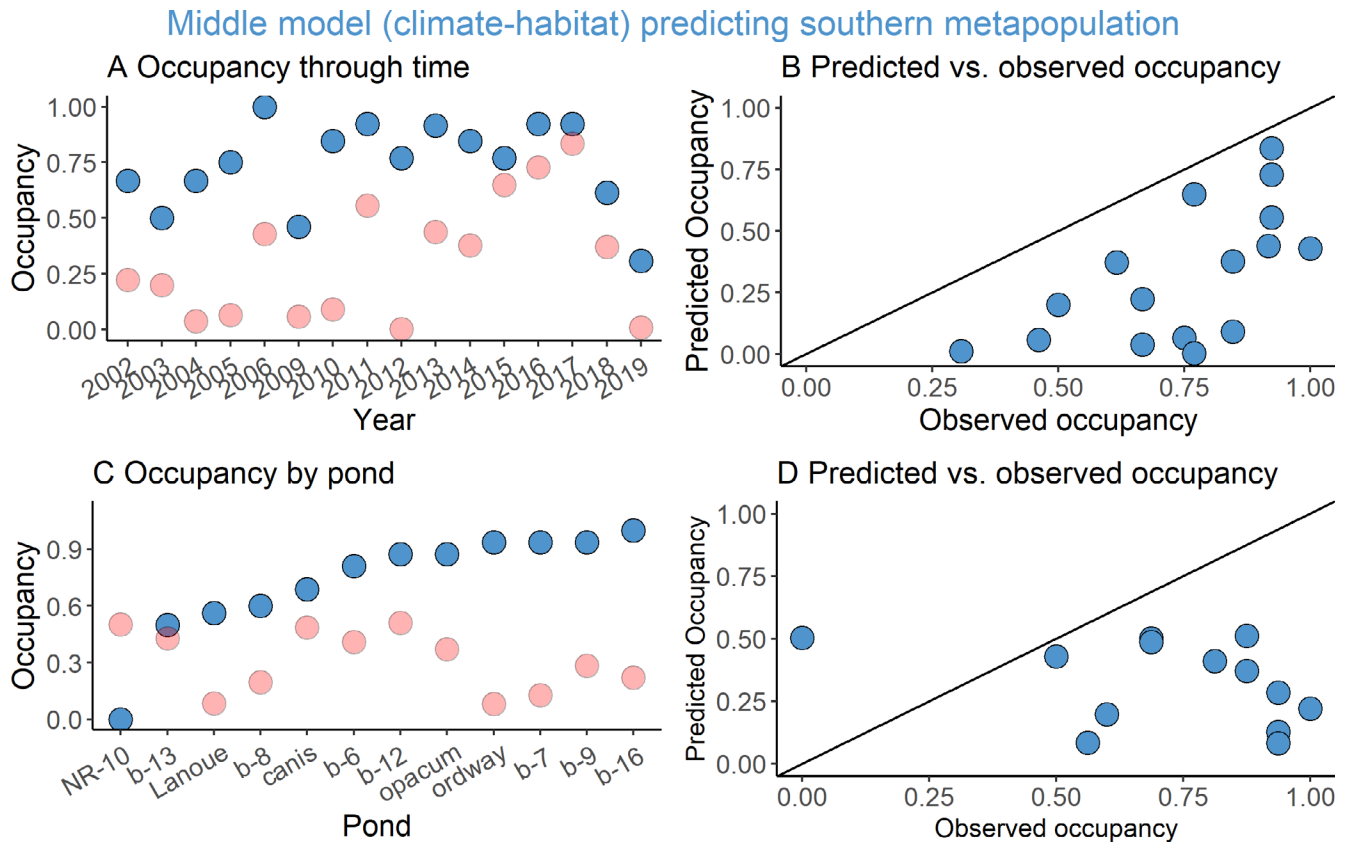 Middle model (climate-habitat) predicting southern metapopulation
A Occupancy through time
Occupancy
1.00
0.75
0.50
0.25
0.00
2002 2003 2004 2005 2006 2009 2010 2011 2012 2013 2014 2015 2016 2017 2018 2019
Year
B Predicted vs. observed occupancy
Predicted Occupancy
1.00
0.75
0.50
0.25
0.00
0.00 0.25 0.50 0.75 1.00
Observed occupancy
C Occupancy by pond
Occupancy
0.9
0.6
0.3
0.0
NR-10 b-13 Lanoue b-8 canis b-6 b-12 opacum ordway b-7 b-9 b-16
Pond
D Predicted vs. observed occupancy
Predicted Occupancy
1.00
0.75
0.50
0.25
0.00
0.00 0.25 0.50 0.75 1.00
Observed occupancy